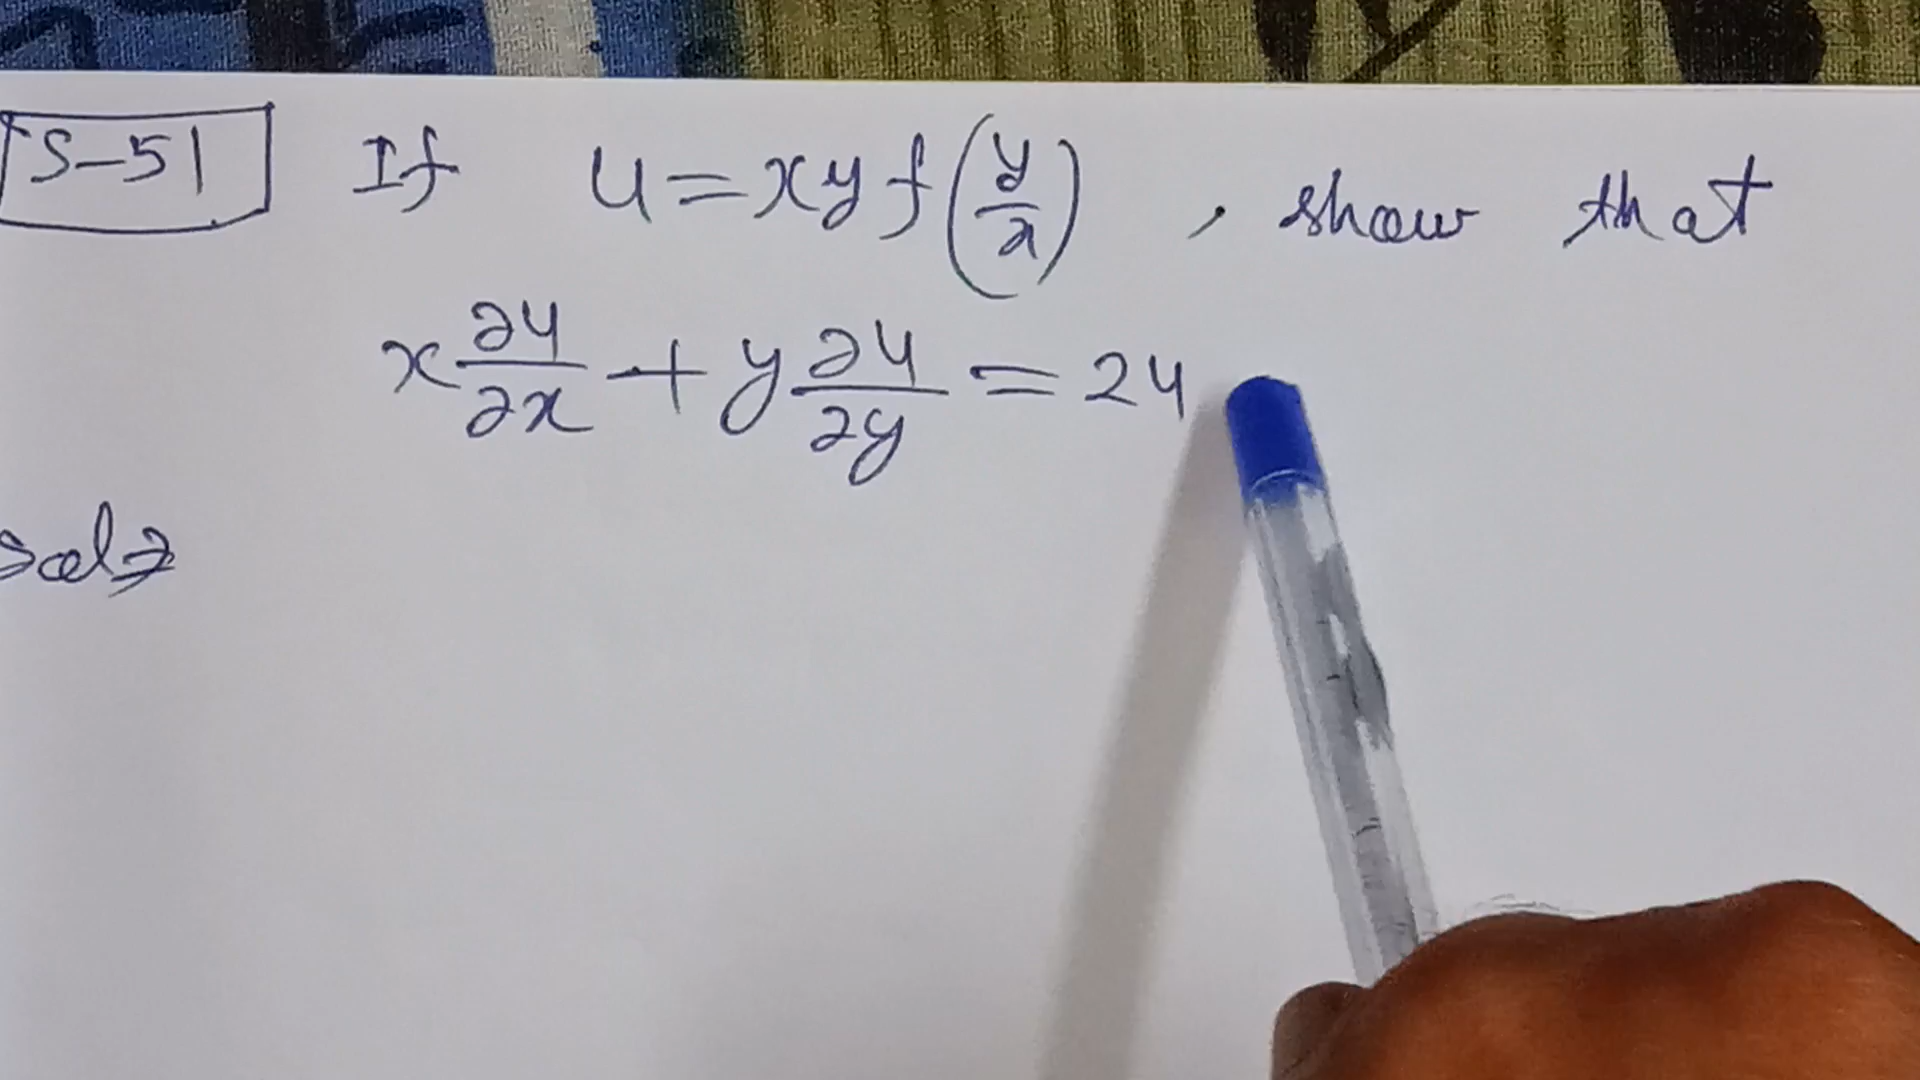 S-51 If u=xyf(y/x), show that
x ∂u/∂x + y ∂u/∂y = 2u
Sol⇒